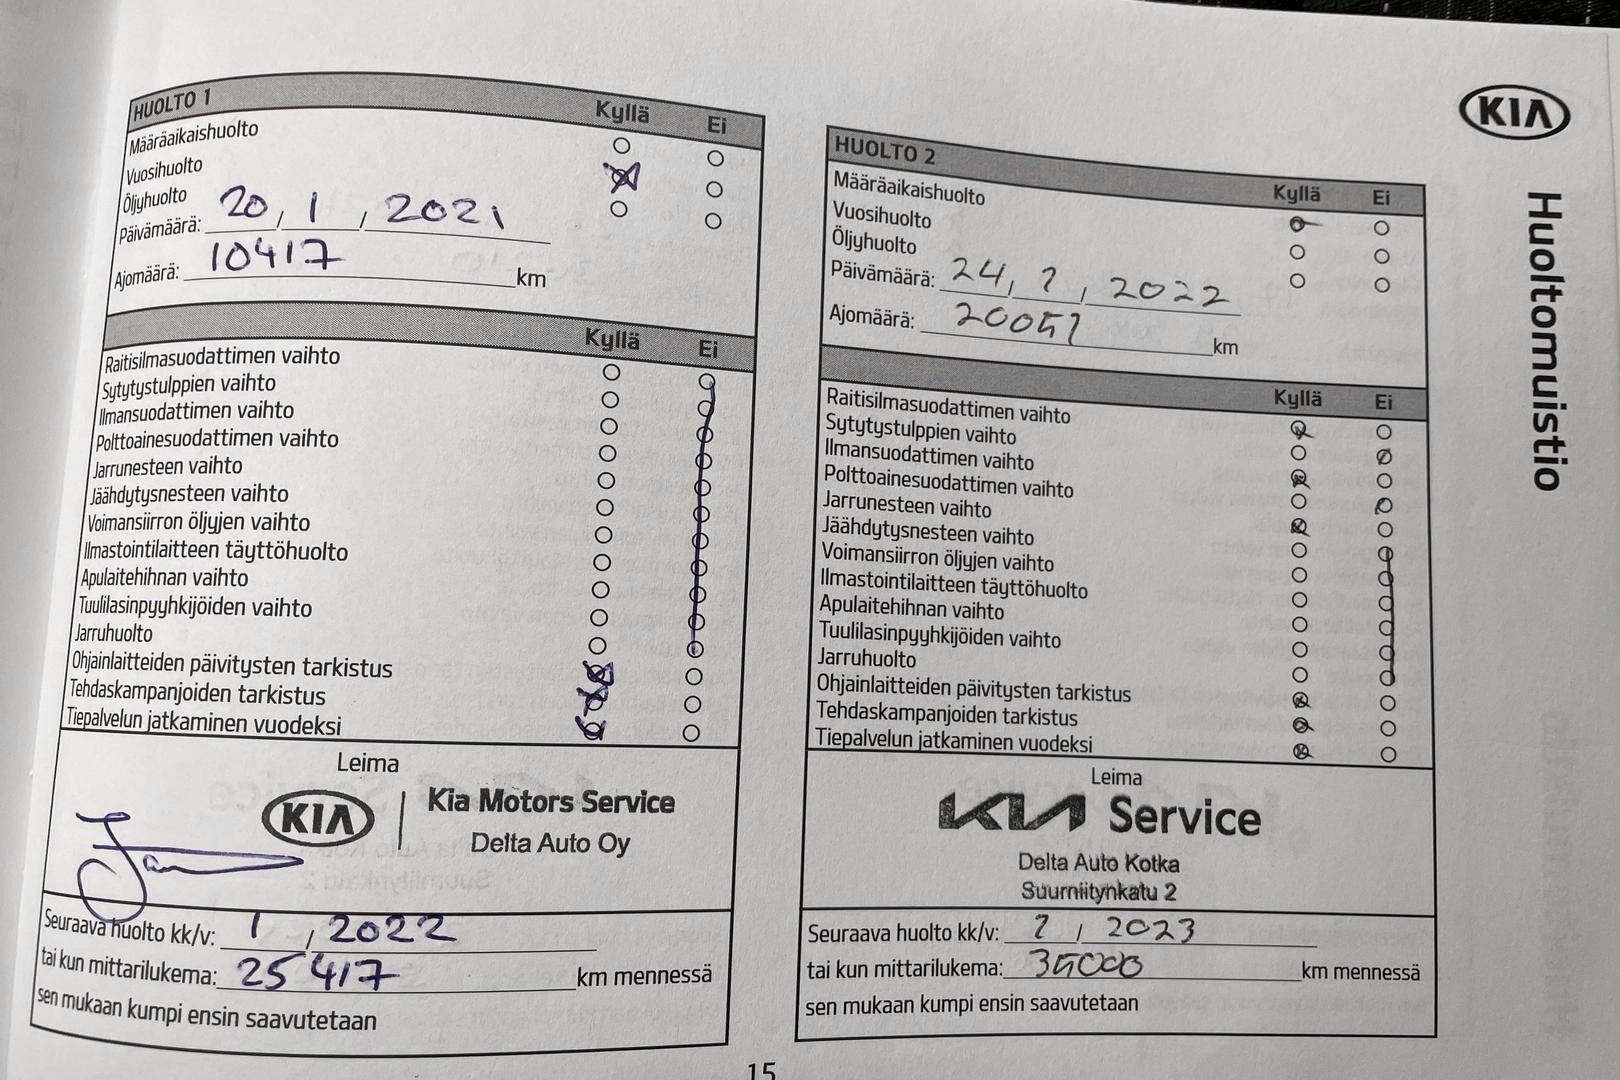 HUOLTO 1 Kyllä Ei
Määräaikaishuolto
Vuosihuolto
Öljyhuolto
Päivämäärä: 20, 1, 2021
Ajomäärä: 10417 km
Kyllä Ei
Raitisilmasuodattimen vaihto
Sytytystulppien vaihto
Ilmansuodattimen vaihto
Polttoainesuodattimen vaihto
Jarrunesteen vaihto
Jäähdytysnesteen vaihto
Voimansiirron öljyjen vaihto
Ilmastointilaitteen täyttöhuolto
Apulaitehihnan vaihto
Tuulilasinpyyhkijöiden vaihto
Jarruhuolto
Ohjainlaitteiden päivitysten tarkistus
Tehdaskampanjoiden tarkistus
Tiepalvelun jatkaminen vuodeksi
Leima
KIA Kia Motors Service
Delta Auto Oy
Seuraava huolto kk/v: 1, 2022
tai kun mittarilukema: 25417 km mennessä
sen mukaan kumpi ensin saavutetaan
HUOLTO 2 Kyllä Ei
Määräaikaishuolto
Vuosihuolto
Öljyhuolto
Päivämäärä: 24, 2022
Ajomäärä: km
Kyllä Ei
Raitisilmasuodattimen vaihto
Sytytystulppien vaihto
Ilmansuodattimen vaihto
Polttoainesuodattimen vaihto
Jarrunesteen vaihto
Jäähdytysnesteen vaihto
Voimansiirron öljyjen vaihto
Ilmastointilaitteen täyttöhuolto
Apulaitehihnan vaihto
Tuulilasinpyyhkijöiden vaihto
Jarruhuolto
Ohjainlaitteiden päivitysten tarkistus
Tehdaskampanjoiden tarkistus
Tiepalvelun jatkaminen vuodeksi
Leima
KIA Service
Delta Auto Kotka
Suurniitynkatu 2
Seuraava huolto kk/v: 2023
tai kun mittarilukema: 35000 km mennessä
sen mukaan kumpi ensin saavutetaan
KIA
Huoltomuistio
15